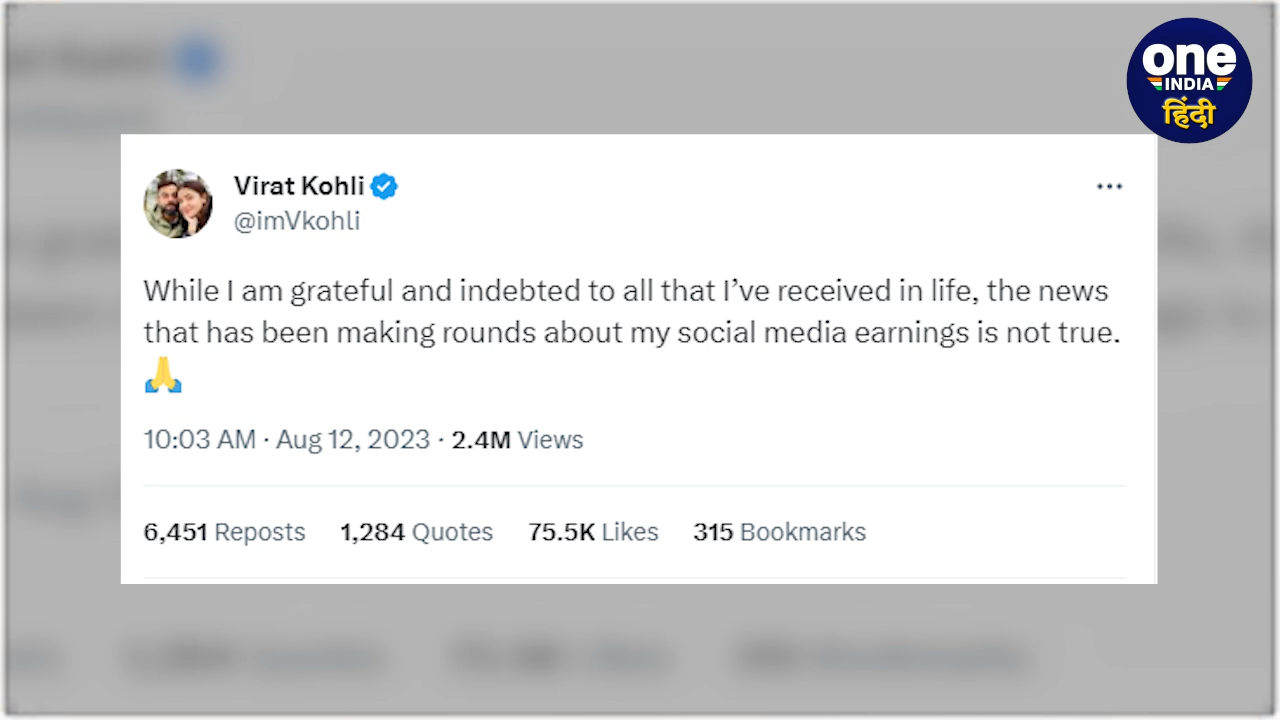 one
INDIA
हिंदी
Virat Kohli
@imVkohli
While I am grateful and indebted to all that I’ve received in life, the news
that has been making rounds about my social media earnings is not true.
🙏
10:03 AM · Aug 12, 2023 · 2.4M Views
6,451 Reposts 1,284 Quotes 75.5K Likes 315 Bookmarks